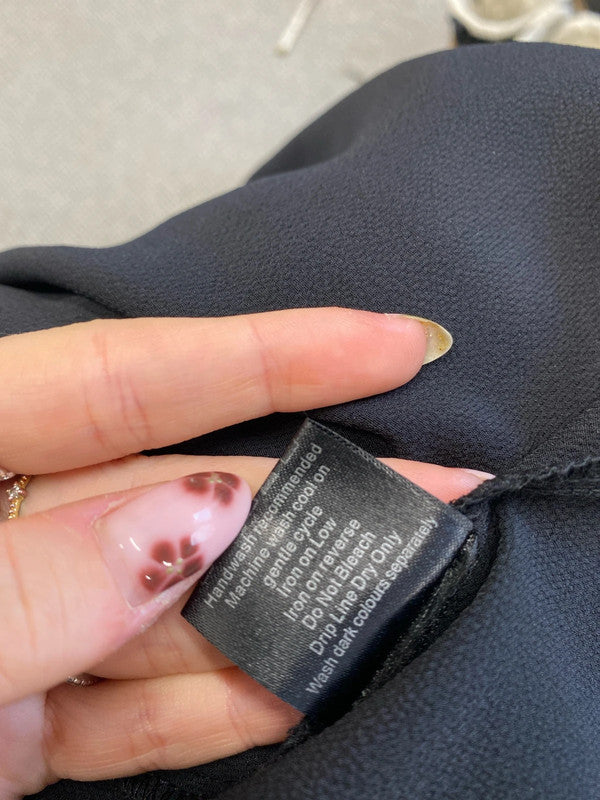 Handwash recommended
Machine wash cool on
gentle cycle
Iron on Low
Iron on reverse
Do Not Bleach
Drip Line Dry Only
Wash dark colours separately